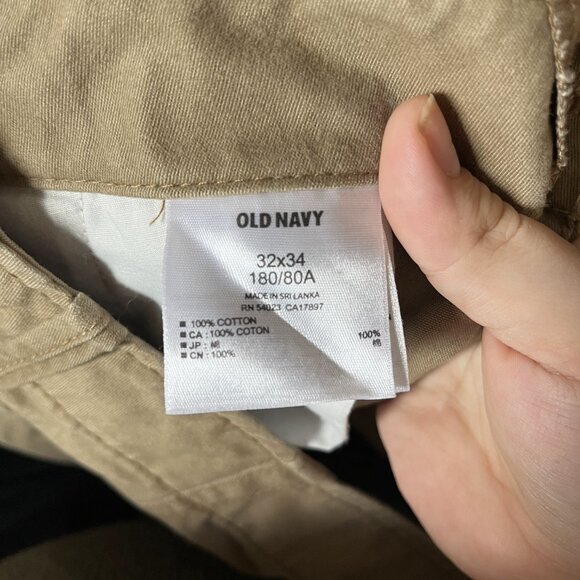 OLD NAVY
32x34
180/80A
MADE IN SRI LANKA
RN 54023 CA17897
100% COTTON
CA : 100% COTON
JP : 綿 100%
CN : 100% 棉